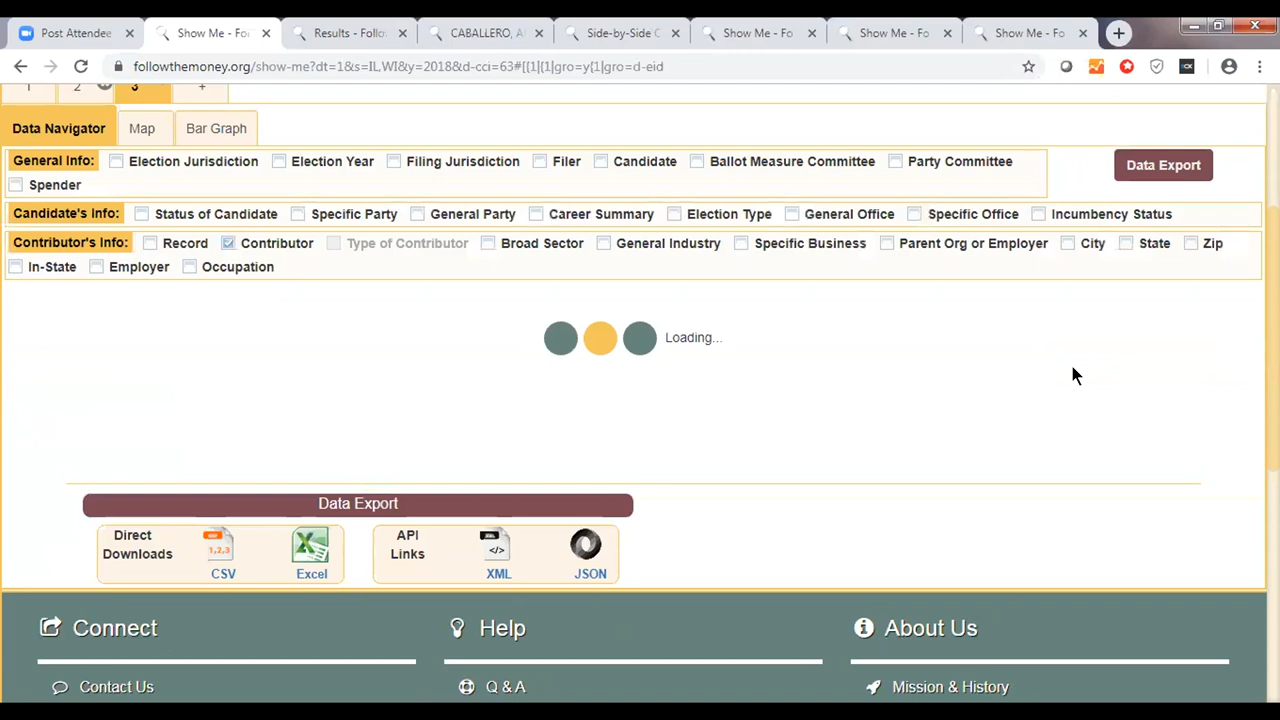 Post Attendee
Show Me - Fo
Results - Follo
CABALLERO
Side-by-Side C
Show Me - Fo
Show Me - Fo
Show Me - Fo
followthemoney.org/show-me?dt=1&s=IL,WI&y=2018&d-cci=63#[{1|{1|gro=y{1|gro=d-eid
1 2 3 +
Data Navigator Map Bar Graph
General Info: Election Jurisdiction Election Year Filing Jurisdiction Filer Candidate Ballot Measure Committee Party Committee
Data Export
Spender
Candidate's Info: Status of Candidate Specific Party General Party Career Summary Election Type General Office Specific Office Incumbency Status
Contributor's Info: Record Contributor Type of Contributor Broad Sector General Industry Specific Business Parent Org or Employer City State Zip
In-State Employer Occupation
Loading...
Data Export
Direct
Downloads
1,2,3
CSV
Excel
API
Links
</>
XML
JSON
Connect
Help
About Us
Contact Us
Q & A
Mission & History